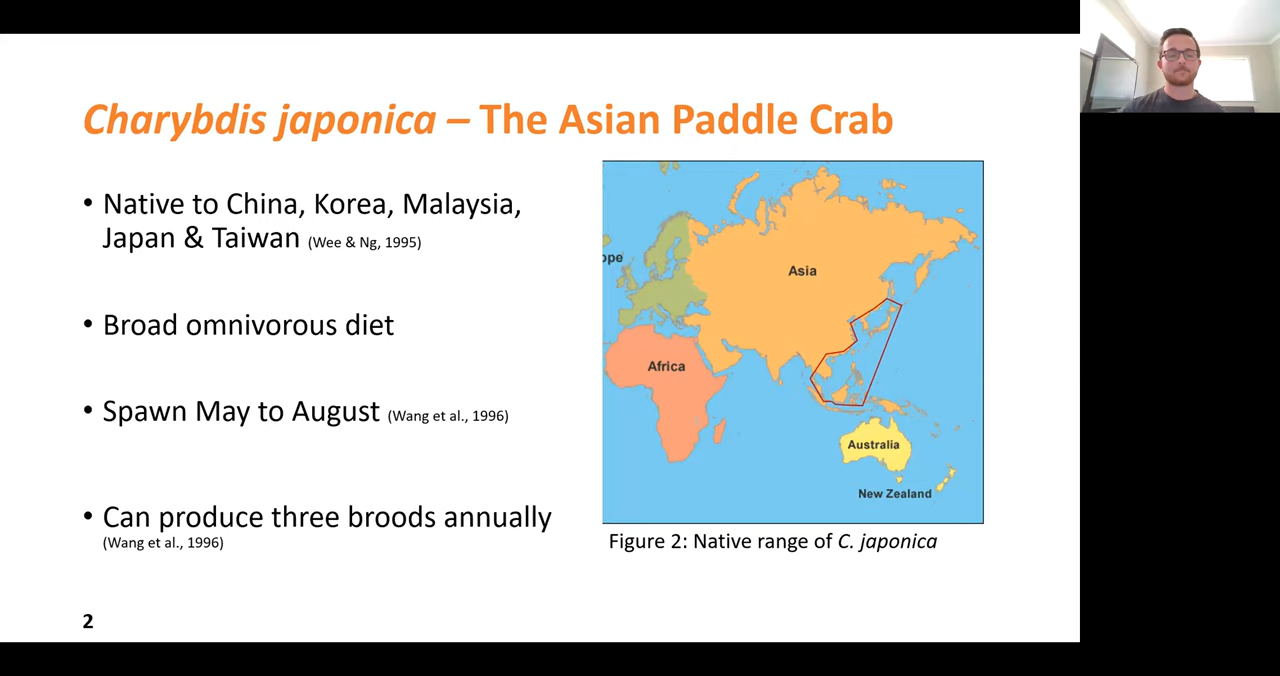 Charybdis japonica – The Asian Paddle Crab
• Native to China, Korea, Malaysia,
Japan & Taiwan (Wee & Ng, 1995)
• Broad omnivorous diet
• Spawn May to August (Wang et al., 1996)
• Can produce three broods annually
(Wang et al., 1996)
ope
Asia
Africa
Australia
New Zealand
Figure 2: Native range of C. japonica
2